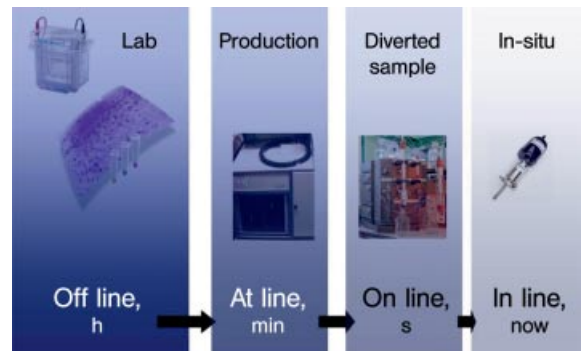 Lab
Production
Diverted
sample
In-situ
Off line,
h
At line,
min
On line,
s
In line,
now